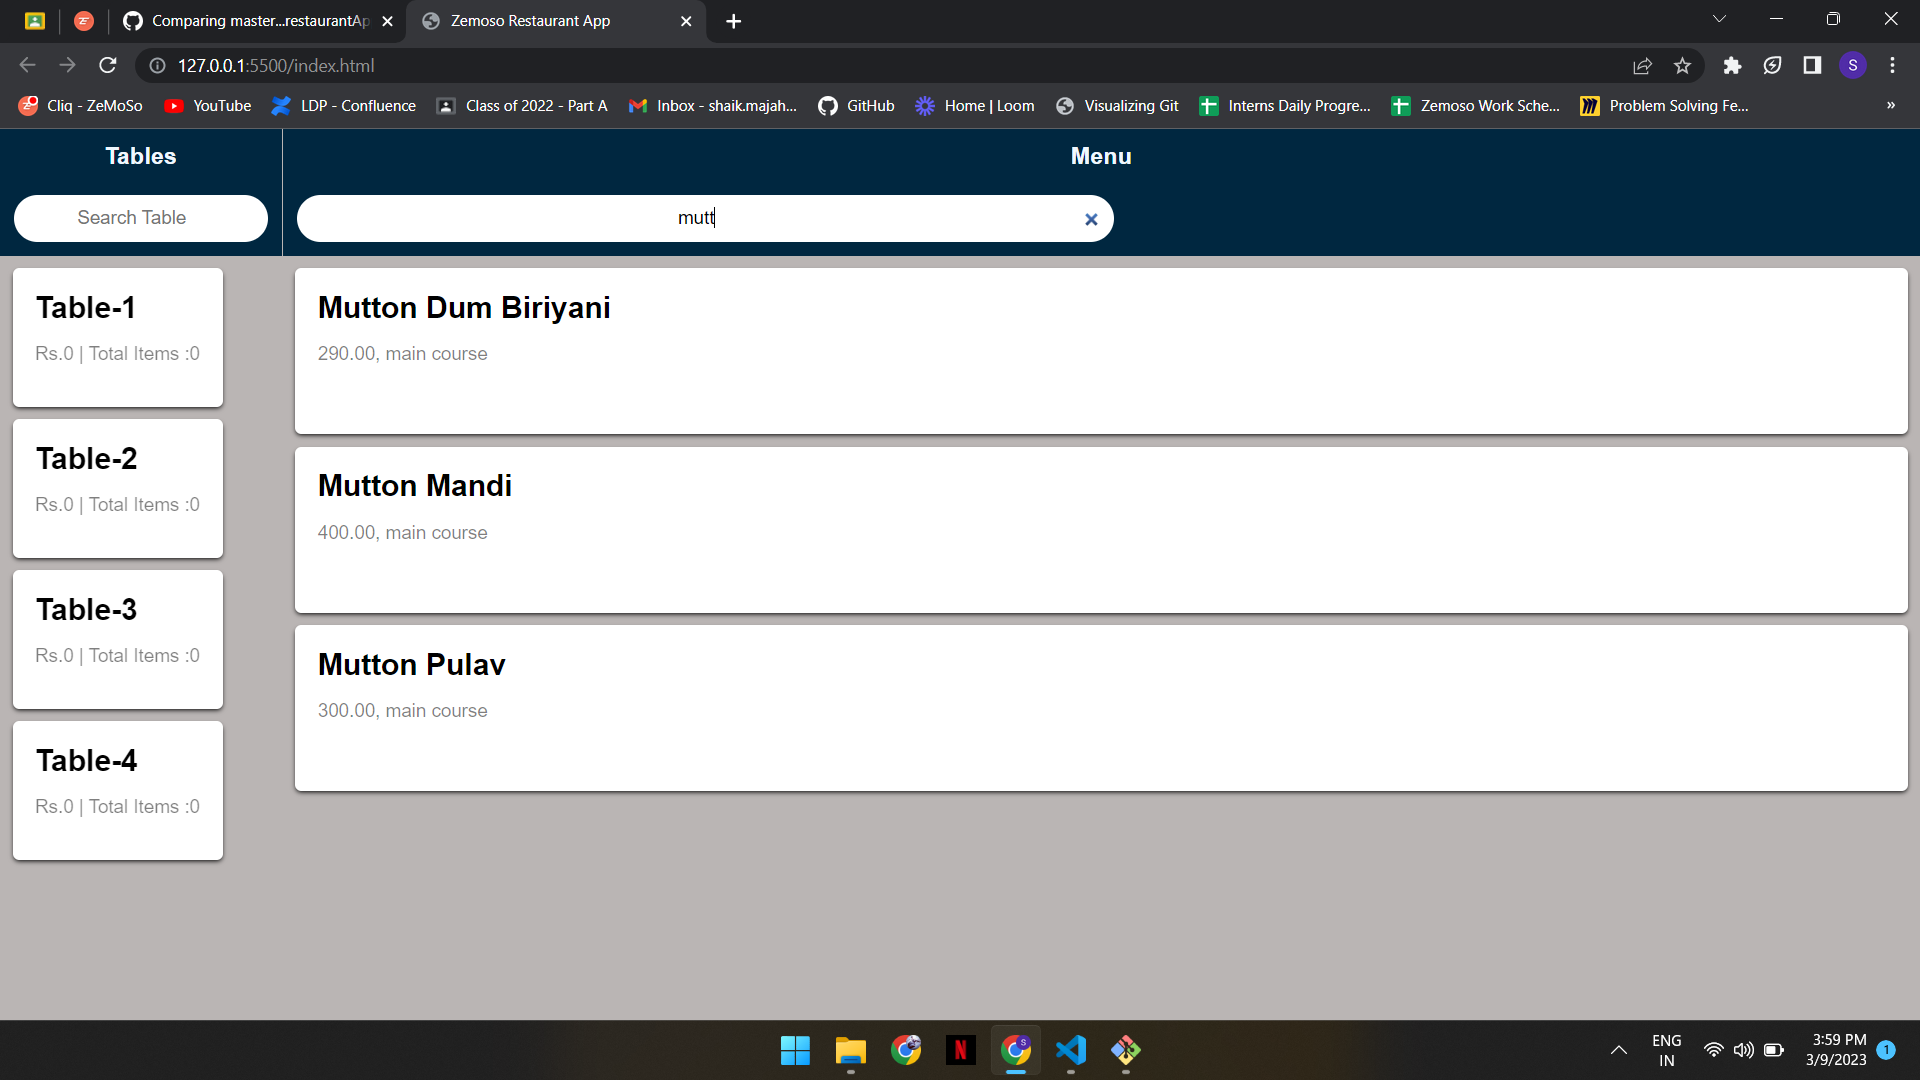 Comparing master...restaurantAp
Zemoso Restaurant App
127.0.0.1:5500/index.html
S
Cliq - ZeMoSo
YouTube
LDP - Confluence
Class of 2022 - Part A
Inbox - shaik.majah...
GitHub
Home | Loom
Visualizing Git
Interns Daily Progre...
Zemoso Work Sche...
Problem Solving Fe...
»
Tables
Menu
Search Table
mutt
Table-1
Rs.0 | Total Items :0
Table-2
Rs.0 | Total Items :0
Table-3
Rs.0 | Total Items :0
Table-4
Rs.0 | Total Items :0
Mutton Dum Biriyani
290.00, main course
Mutton Mandi
400.00, main course
Mutton Pulav
300.00, main course
N
S
ENG
IN
3:59 PM
3/9/2023
1